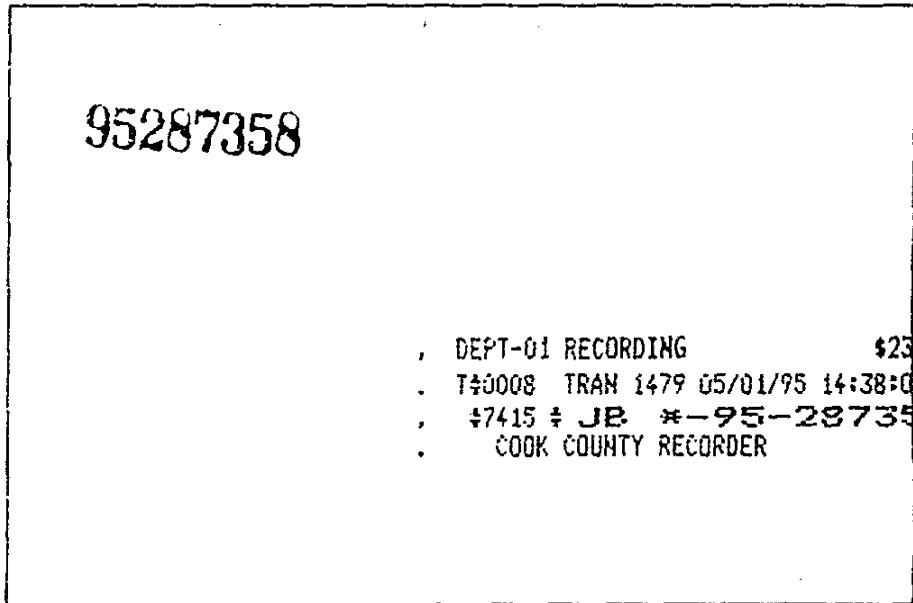 95287358
DEPT-01 RECORDING $23
T#0008 TRAN 1479 05/01/95 14:38:0
#7415 # JB *-95-28735
COOK COUNTY RECORDER